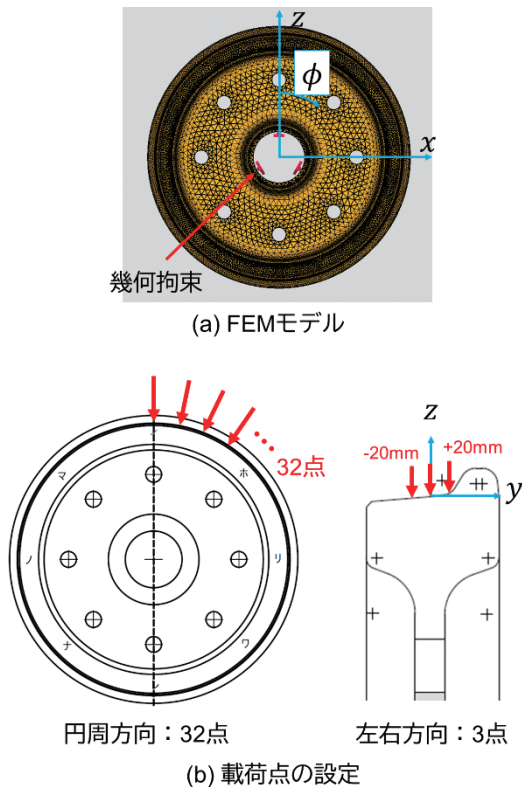 z
ϕ
x
幾何拘束
(a) FEMモデル
32点
イ
ホ
リ
ワ
レ
ナ
ノ
マ
z
-20mm
+20mm
y
円周方向：32点
左右方向：3点
(b) 載荷点の設定